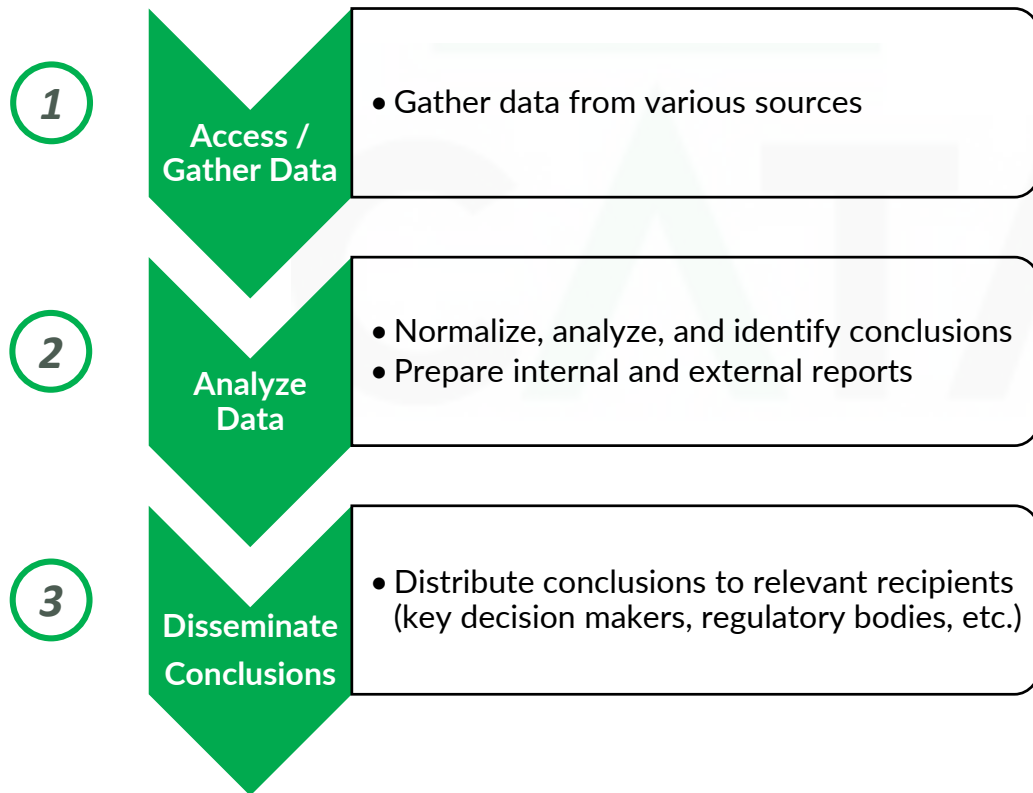 1
Access /
Gather Data
• Gather data from various sources
2
Analyze
Data
• Normalize, analyze, and identify conclusions
• Prepare internal and external reports
3
Disseminate
Conclusions
• Distribute conclusions to relevant recipients
(key decision makers, regulatory bodies, etc.)